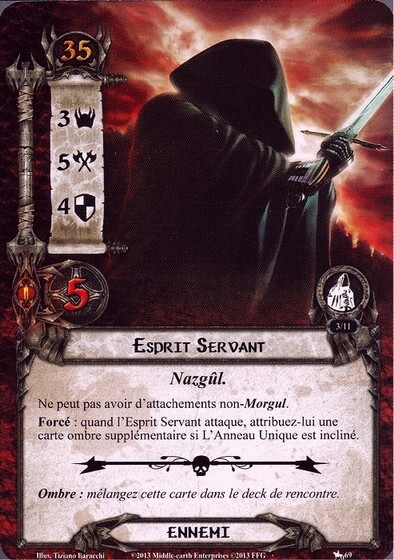 35
3
5
4
5
3/11
Esprit Servant
Nazgûl.
Ne peut pas avoir d'attachements non-Morgul.
Forcé : quand l'Esprit Servant attaque, attribuez-lui une
carte ombre supplémentaire si L'Anneau Unique est incliné.
Ombre : mélangez cette carte dans le deck de rencontre.
ENNEMI
Illus. Tiziano Baracchi ©2013 Middle-earth Enterprises ©2013 FFG 69